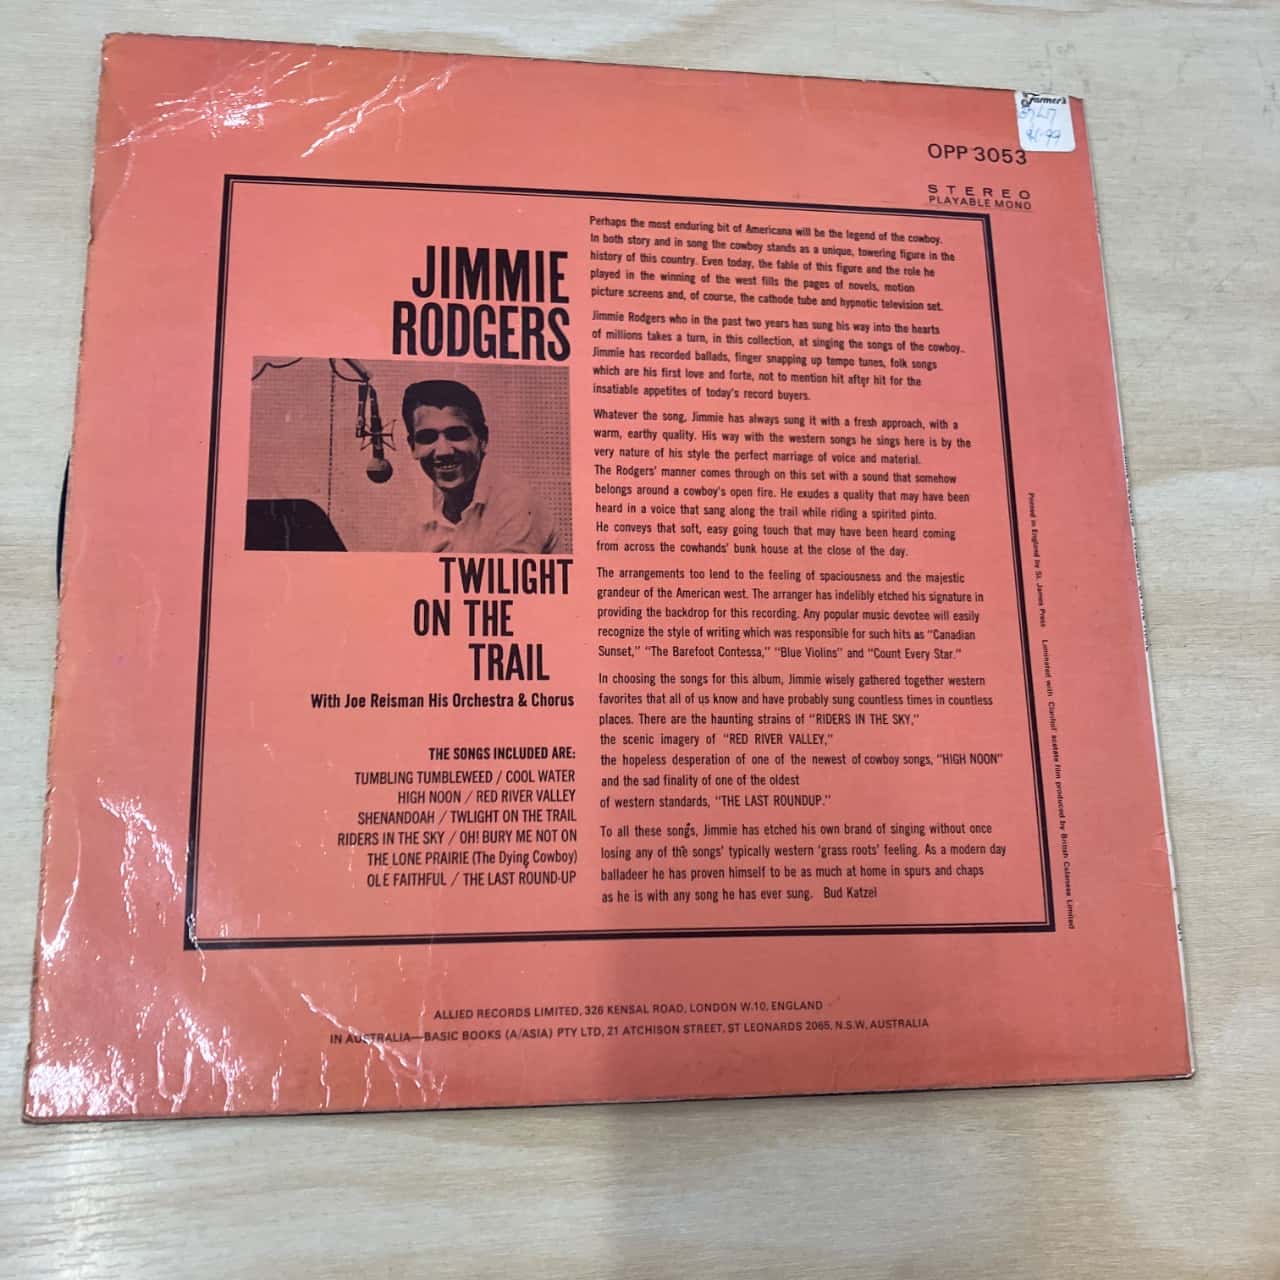 Farmer's
$1.99
OPP 3053
STEREO
PLAYABLE MONO
JIMMIE
RODGERS
TWILIGHT
ON THE
TRAIL
With Joe Reisman His Orchestra & Chorus
THE SONGS INCLUDED ARE:
TUMBLING TUMBLEWEED / COOL WATER
HIGH NOON / RED RIVER VALLEY
SHENANDOAH / TWLIGHT ON THE TRAIL
RIDERS IN THE SKY / OH! BURY ME NOT ON
THE LONE PRAIRIE (The Dying Cowboy)
OLE FAITHFUL / THE LAST ROUND-UP
Perhaps the most enduring bit of Americana will be the legend of the cowboy.
In both story and in song the cowboy stands as a unique, towering figure in the
history of this country. Even today, the fable of this figure and the role he
played in the winning of the west fills the pages of novels, motion
picture screens and, of course, the cathode tube and hypnotic television set.
Jimmie Rodgers who in the past two years has sung his way into the hearts
of millions takes a turn, in this collection, at singing the songs of the cowboy..
Jimmie has recorded ballads, finger snapping up tempo tunes, folk songs
which are his first love and forte, not to mention hit after hit for the
insatiable appetites of today's record buyers.
Whatever the song, Jimmie has always sung it with a fresh approach, with a
warm, earthy quality. His way with the western songs he sings here is by the
very nature of his style the perfect marriage of voice and material.
The Rodgers' manner comes through on this set with a sound that somehow
belongs around a cowboy's open fire. He exudes a quality that may have been
heard in a voice that sang along the trail while riding a spirited pinto.
He conveys that soft, easy going touch that may have been heard coming
from across the cowhands' bunk house at the close of the day.
The arrangements too lend to the feeling of spaciousness and the majestic
grandeur of the American west. The arranger has indelibly etched his signature in
providing the backdrop for this recording. Any popular music devotee will easily
recognize the style of writing which was responsible for such hits as "Canadian
Sunset," "The Barefoot Contessa," "Blue Violins" and "Count Every Star."
In choosing the songs for this album, Jimmie wisely gathered together western
favorites that all of us know and have probably sung countless times in countless
places. There are the haunting strains of "RIDERS IN THE SKY,"
the scenic imagery of "RED RIVER VALLEY,"
the hopeless desperation of one of the newest of cowboy songs, "HIGH NOON"
and the sad finality of one of the oldest
of western standards, "THE LAST ROUNDUP."
To all these songs, Jimmie has etched his own brand of singing without once
losing any of the songs' typically western 'grass roots' feeling. As a modern day
balladeer he has proven himself to be as much at home in spurs and chaps
as he is with any song he has ever sung. Bud Katzel
Printed in England by St. James Press Laminated with 'Clarifoil' acetate film produced by British Celanese Limited
ALLIED RECORDS LIMITED, 326 KENSAL ROAD, LONDON W.10, ENGLAND
IN AUSTRALIA—BASIC BOOKS (A/ASIA) PTY LTD, 21 ATCHISON STREET, ST LEONARDS 2065, N.S.W, AUSTRALIA